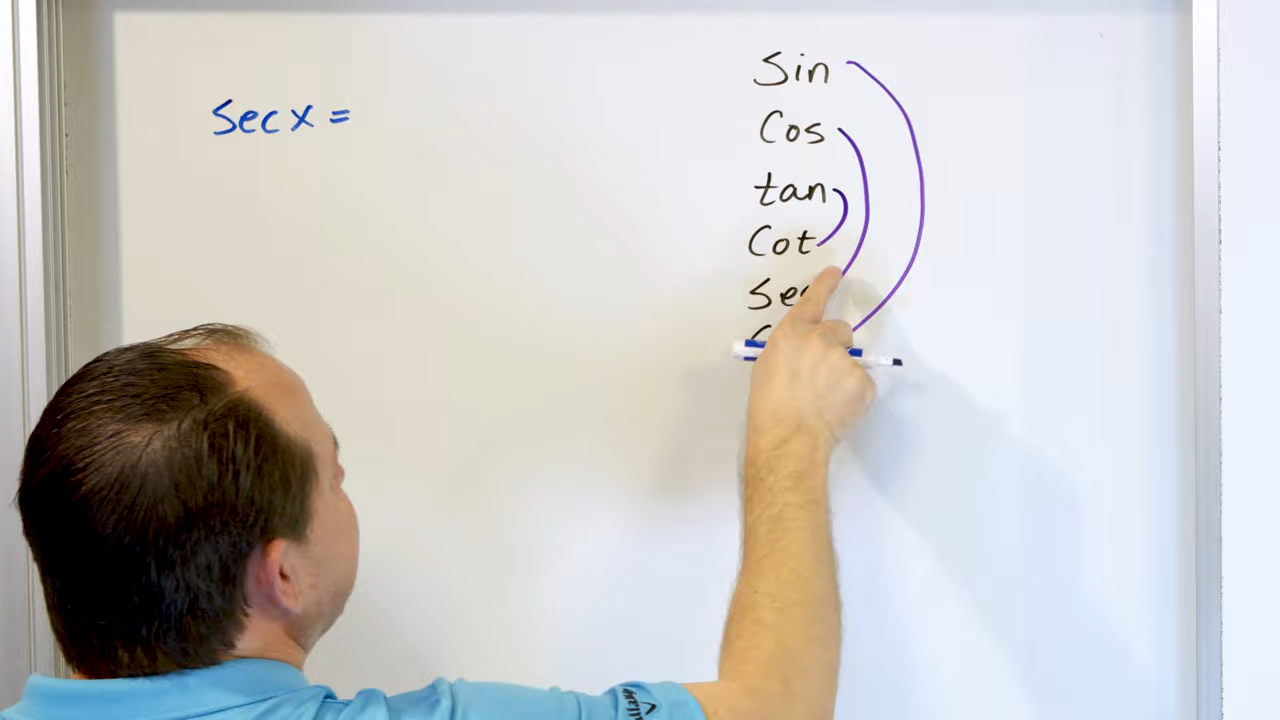 Sec x =
Sin
Cos
tan
Cot